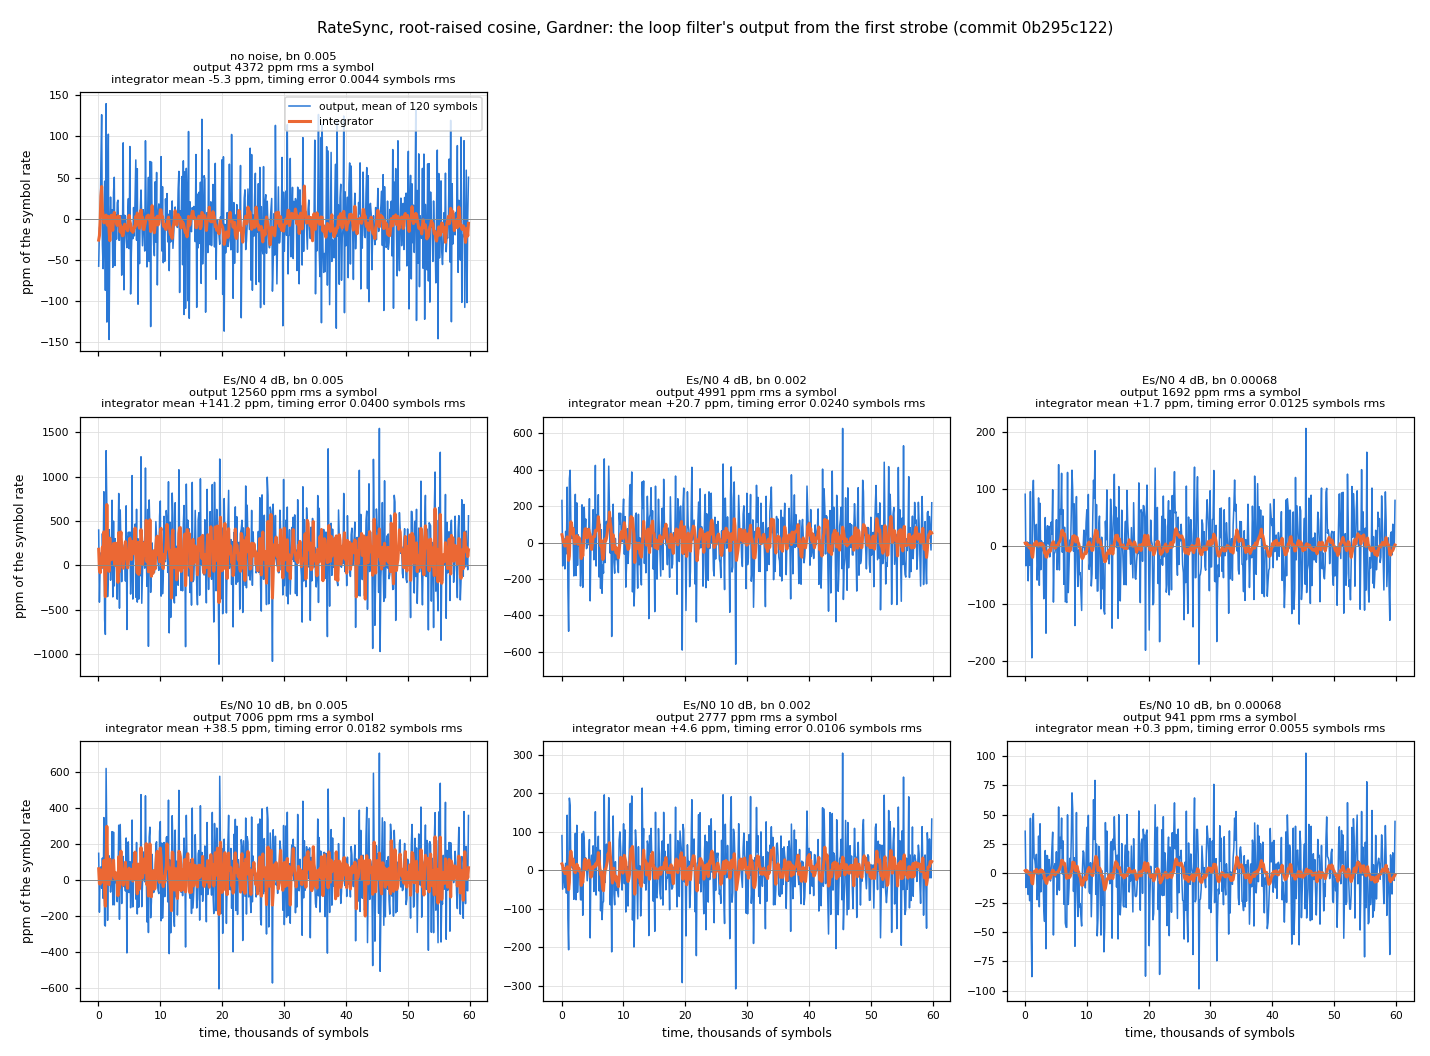 RateSync, root-raised cosine, Gardner: the loop filter's output from the first strobe (commit 0b295c122)
no noise, bn 0.005
output 4372 ppm rms a symbol
integrator mean -5.3 ppm, timing error 0.0044 symbols rms
output, mean of 120 symbols
integrator
ppm of the symbol rate
150
100
50
0
−50
−100
−150
Es/N0 4 dB, bn 0.005
output 12560 ppm rms a symbol
integrator mean +141.2 ppm, timing error 0.0400 symbols rms
ppm of the symbol rate
1500
1000
500
0
−500
−1000
Es/N0 4 dB, bn 0.002
output 4991 ppm rms a symbol
integrator mean +20.7 ppm, timing error 0.0240 symbols rms
600
400
200
0
−200
−400
−600
Es/N0 4 dB, bn 0.00068
output 1692 ppm rms a symbol
integrator mean +1.7 ppm, timing error 0.0125 symbols rms
200
100
0
−100
−200
Es/N0 10 dB, bn 0.005
output 7006 ppm rms a symbol
integrator mean +38.5 ppm, timing error 0.0182 symbols rms
ppm of the symbol rate
600
400
200
0
−200
−400
−600
0 10 20 30 40 50 60
time, thousands of symbols
Es/N0 10 dB, bn 0.002
output 2777 ppm rms a symbol
integrator mean +4.6 ppm, timing error 0.0106 symbols rms
300
200
100
0
−100
−200
−300
0 10 20 30 40 50 60
time, thousands of symbols
Es/N0 10 dB, bn 0.00068
output 941 ppm rms a symbol
integrator mean +0.3 ppm, timing error 0.0055 symbols rms
100
75
50
25
0
−25
−50
−75
−100
0 10 20 30 40 50 60
time, thousands of symbols